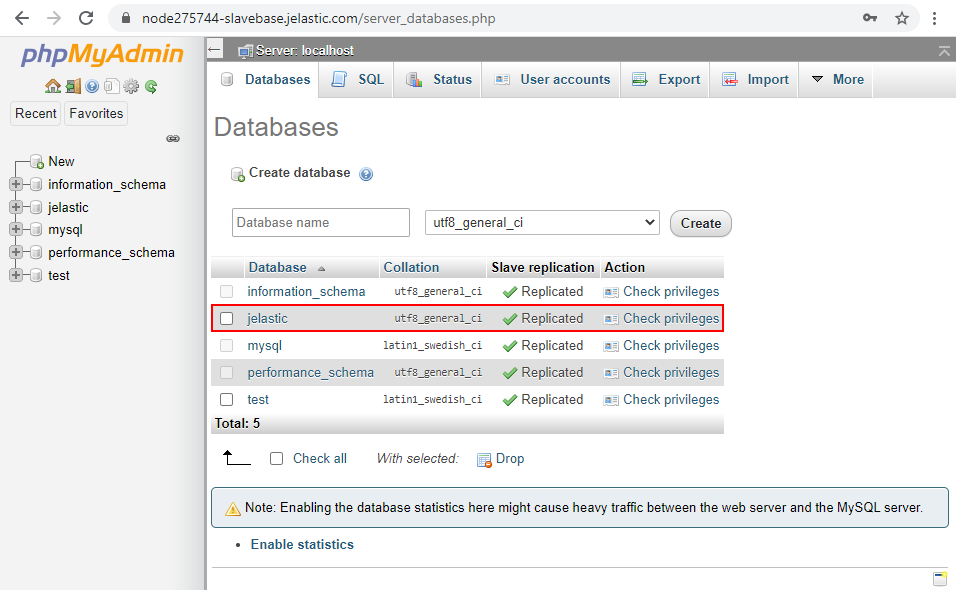 node275744-slavebase.jelastic.com/server_databases.php
phpMyAdmin
Recent Favorites
New
information_schema
jelastic
mysql
performance_schema
test
Server: localhost
Databases SQL Status User accounts Export Import More
Databases
Create database
Database name utf8_general_ci Create
Database Collation Slave replication Action
information_schema utf8_general_ci Replicated Check privileges
jelastic utf8_general_ci Replicated Check privileges
mysql latin1_swedish_ci Replicated Check privileges
performance_schema utf8_general_ci Replicated Check privileges
test latin1_swedish_ci Replicated Check privileges
Total: 5
Check all With selected: Drop
Note: Enabling the database statistics here might cause heavy traffic between the web server and the MySQL server.
• Enable statistics